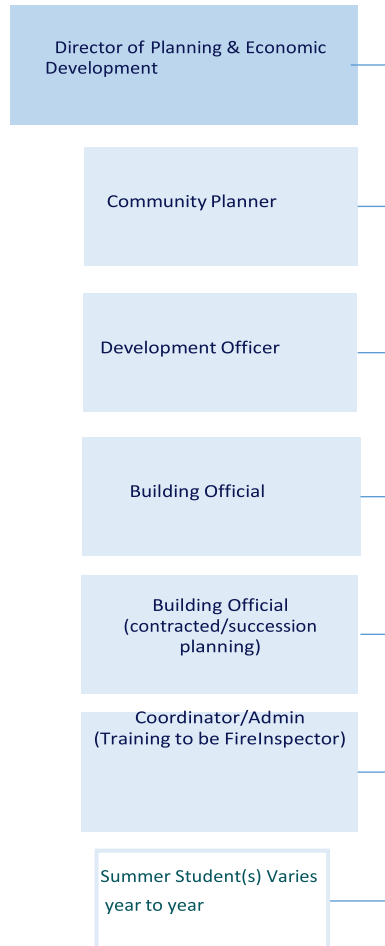 Director of Planning & Economic
Development
Community Planner
Development Officer
Building Official
Building Official
(contracted/succession
planning)
Coordinator/Admin
(Training to be FireInspector)
Summer Student(s) Varies
year to year